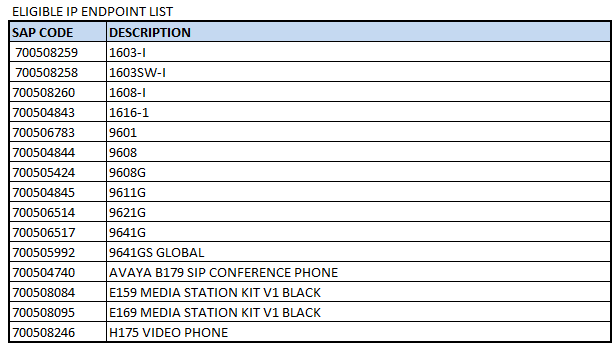 ELIGIBLE IP ENDPOINT LIST
SAP CODE DESCRIPTION
700508259 1603-I
700508258 1603SW-I
700508260 1608-I
700504843 1616-1
700506783 9601
700504844 9608
700505424 9608G
700504845 9611G
700506514 9621G
700506517 9641G
700505992 9641GS GLOBAL
700504740 AVAYA B179 SIP CONFERENCE PHONE
700508084 E159 MEDIA STATION KIT V1 BLACK
700508095 E169 MEDIA STATION KIT V1 BLACK
700508246 H175 VIDEO PHONE